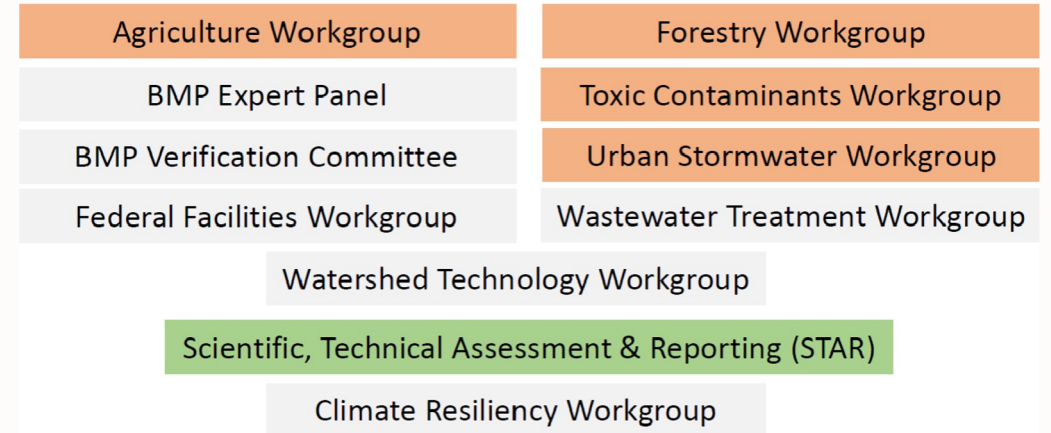 Agriculture Workgroup
Forestry Workgroup
BMP Expert Panel
Toxic Contaminants Workgroup
BMP Verification Committee
Urban Stormwater Workgroup
Federal Facilities Workgroup
Wastewater Treatment Workgroup
Watershed Technology Workgroup
Scientific, Technical Assessment & Reporting (STAR)
Climate Resiliency Workgroup